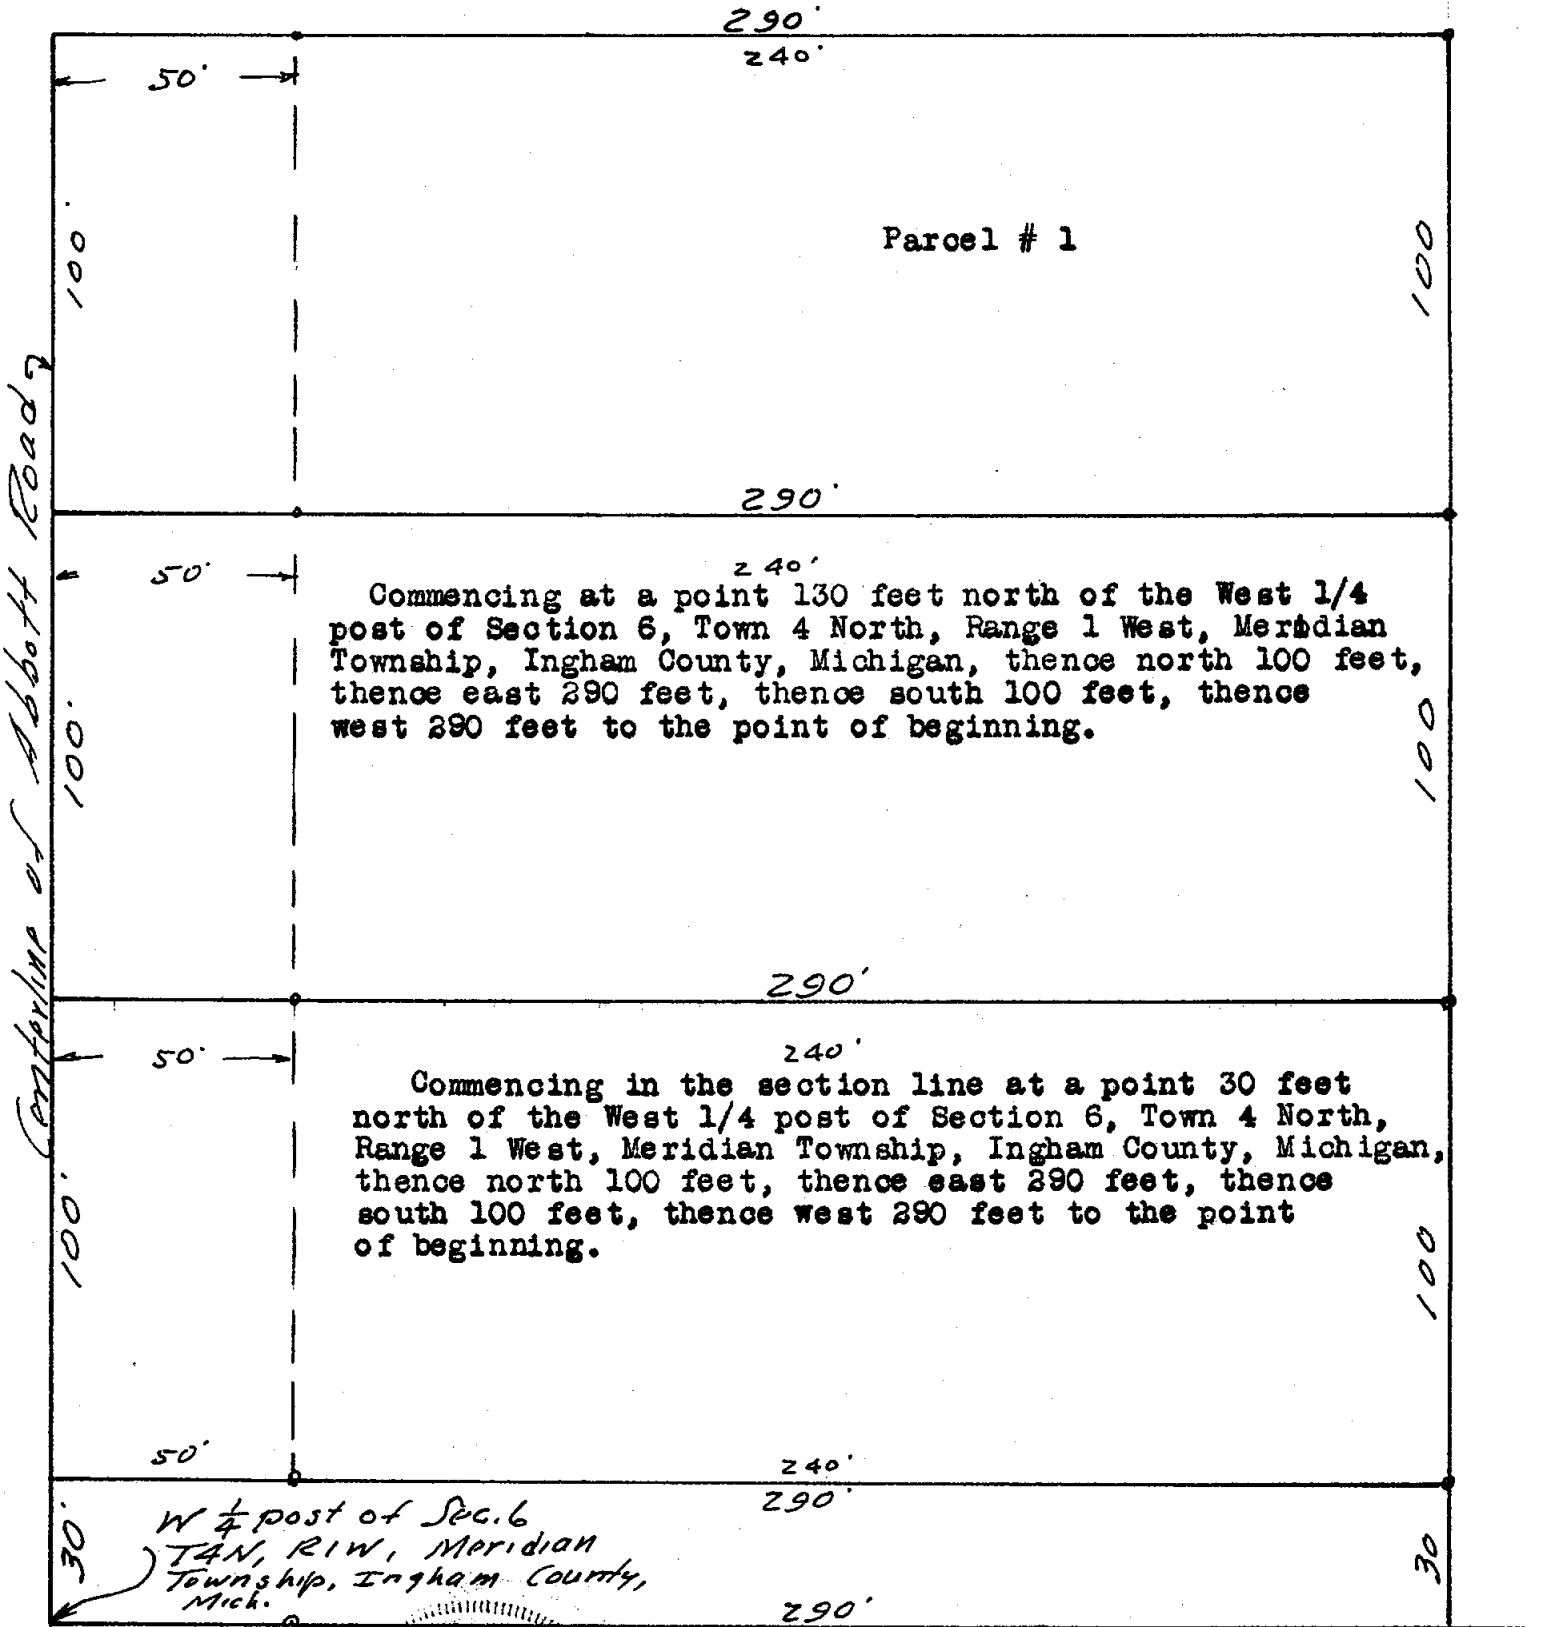 290'
240'
50'
Parcel # 1
100'
100
Centerline of Abbott Road
290'
50'
240'
Commencing at a point 130 feet north of the West 1/4
post of Section 6, Town 4 North, Range 1 West, Meridian
Township, Ingham County, Michigan, thence north 100 feet,
thence east 290 feet, thence south 100 feet, thence
west 290 feet to the point of beginning.
100'
100
290'
50'
240'
Commencing in the section line at a point 30 feet
north of the West 1/4 post of Section 6, Town 4 North,
Range 1 West, Meridian Township, Ingham County, Michigan,
thence north 100 feet, thence east 290 feet, thence
south 100 feet, thence west 290 feet to the point
of beginning.
100'
100
50'
240'
290'
W 1/4 post of Sec. 6
T4N, R1W, Meridian
Township, Ingham County,
Mich.
30'
30
290'